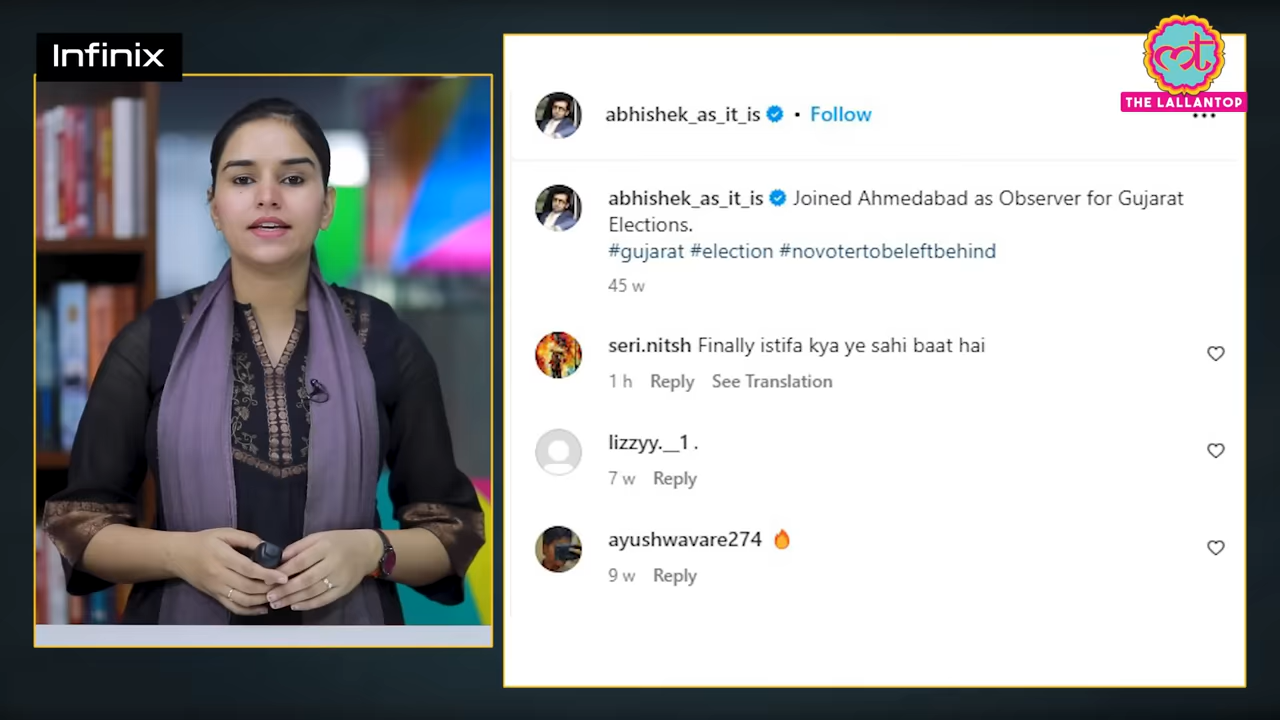 Infinix
THE LALLANTOP
abhishek_as_it_is • Follow
abhishek_as_it_is Joined Ahmedabad as Observer for Gujarat
Elections.
#gujarat #election #novotertobeleftbehind
45 w
seri.nitsh Finally istifa kya ye sahi baat hai
1 h Reply See Translation
lizzyy.__1 .
7 w Reply
ayushwavare274 🔥
9 w Reply